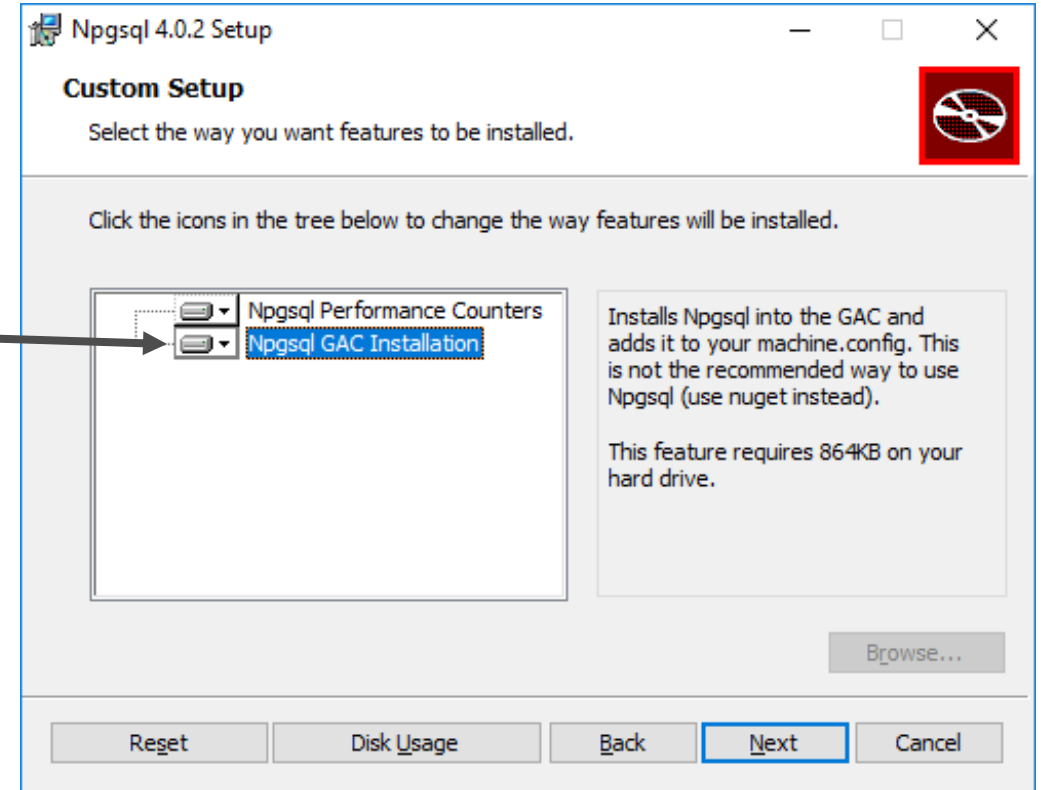 Npgsql 4.0.2 Setup
Custom Setup
Select the way you want features to be installed.
Click the icons in the tree below to change the way features will be installed.
Npgsql Performance Counters
Npgsql GAC Installation
Installs Npgsql into the GAC and
adds it to your machine.config. This
is not the recommended way to use
Npgsql (use nuget instead).
This feature requires 864KB on your
hard drive.
Browse...
Reset
Disk Usage
Back
Next
Cancel